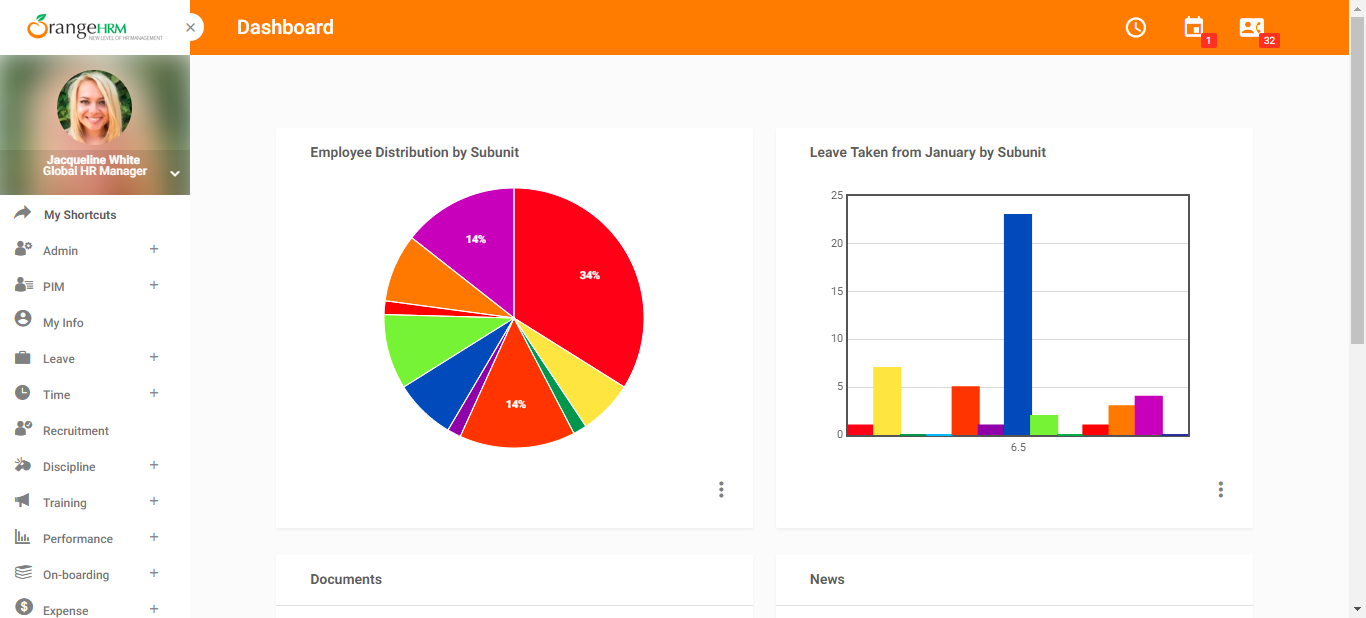 OrangeHRM
NEW LEVEL OF HR MANAGEMENT
Dashboard
1
32
Jacqueline White
Global HR Manager
My Shortcuts
Admin
PIM
My Info
Leave
Time
Recruitment
Discipline
Training
Performance
On-boarding
Expense
Employee Distribution by Subunit
14%
34%
14%
Leave Taken from January by Subunit
25
20
15
10
5
0
6.5
Documents
News